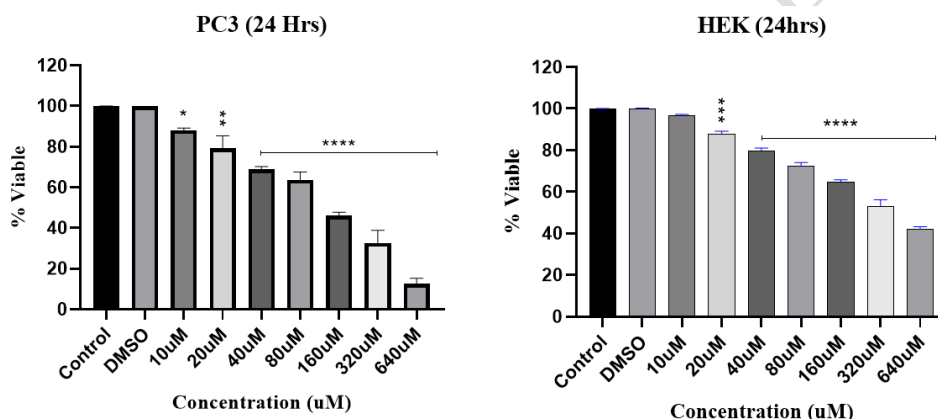 PC3 (24 Hrs)
% Viable
120
100
80
60
40
20
0
*
**
****
Control
DMSO
10uM
20uM
40uM
80uM
160uM
320uM
640uM
Concentration (uM)
HEK (24hrs)
% Viable
120
100
80
60
40
20
0
***
****
Control
DMSO
10uM
20uM
40uM
80uM
160uM
320uM
640uM
Concentration (uM)